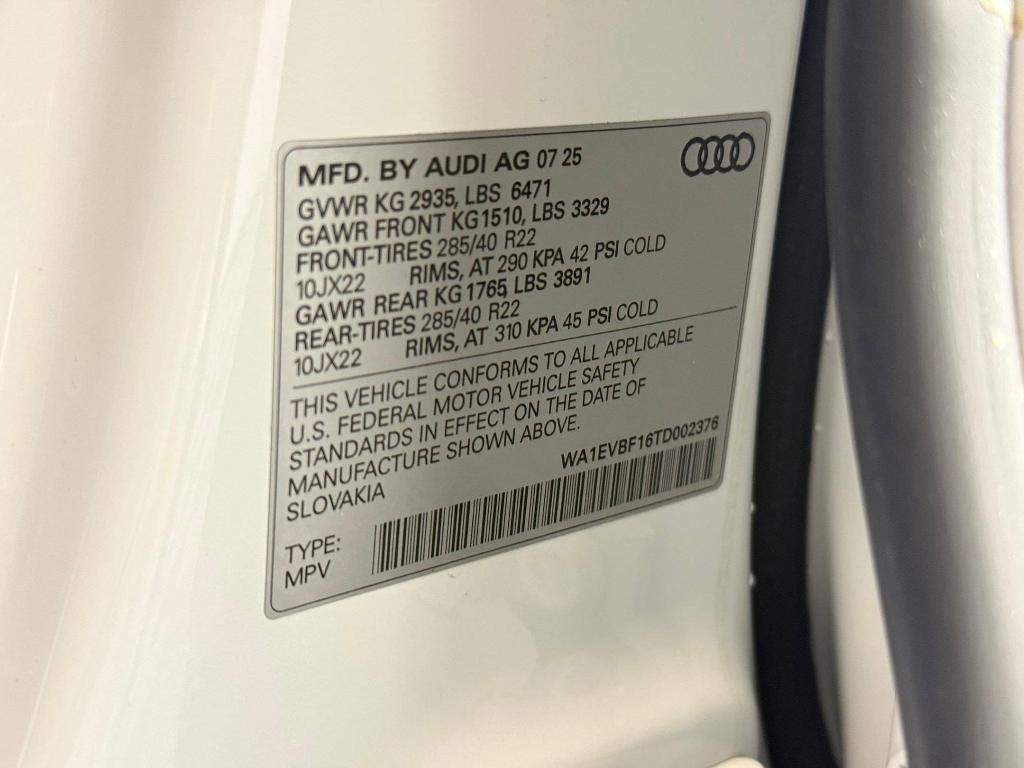 MFD. BY AUDI AG 07 25
GVWR KG 2935, LBS 6471
GAWR FRONT KG1510, LBS 3329
FRONT-TIRES 285/40 R22
10JX22 RIMS, AT 290 KPA 42 PSI COLD
GAWR REAR KG 1765 LBS 3891
REAR-TIRES 285/40 R22
10JX22 RIMS, AT 310 KPA 45 PSI COLD
THIS VEHICLE CONFORMS TO ALL APPLICABLE
U.S. FEDERAL MOTOR VEHICLE SAFETY
STANDARDS IN EFFECT ON THE DATE OF
MANUFACTURE SHOWN ABOVE.
SLOVAKIA
WA1EVBF16TD002376
TYPE:
MPV